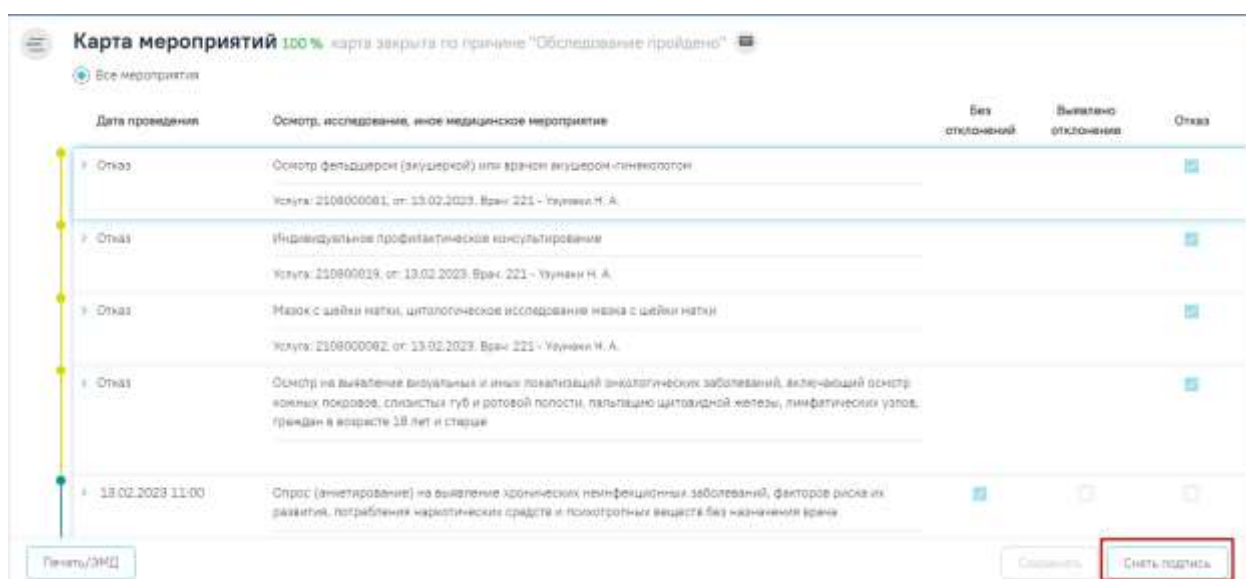 Карта мероприятий 100 % карта закрыта по причине "Обследование пройдено"
Все мероприятия
Дата проведения Осмотр, исследование, иное медицинское мероприятие Без отклонений Выявлено отклонение Отказ
Отказ Осмотр фельдшером (акушеркой) или врачом акушером-гинекологом
Услуга: 2108000081, от: 13.02.2023. Врач: 221 - Н. А.
Отказ Индивидуальное профилактическое консультирование
Услуга: 210800019, от: 13.02.2023. Врач: 221 - Н. А.
Отказ Мазок с шейки матки, цитологическое исследование мазка с шейки матки
Услуга: 2108000082, от: 13.02.2023. Врач: 221 - Н. А.
Отказ Осмотр на выявление визуальных и иных локализаций онкологических заболеваний, включающий осмотр
кожных покровов, слизистых губ и ротовой полости, пальпацию щитовидной железы, лимфатических узлов,
граждан в возрасте 18 лет и старше
13.02.2023 11:00 Опрос (анкетирование) на выявление хронических неинфекционных заболеваний, факторов риска их
развития, потребления наркотических средств и психотропных веществ без назначения врача
Печать/ЭМД Сохранить Снять подпись